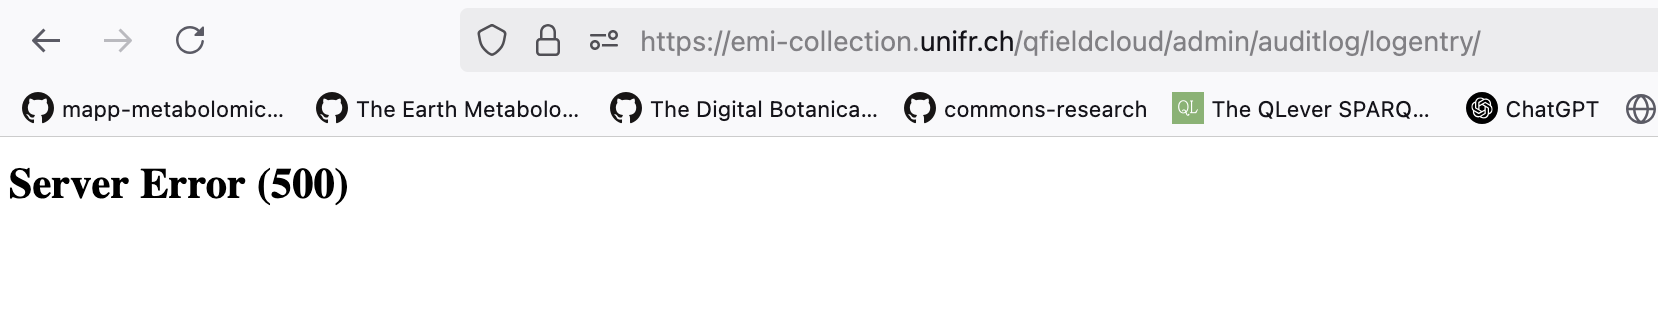 https://emi-collection.unifr.ch/qfieldcloud/admin/auditlog/logentry/
mapp-metabolomic... The Earth Metabolo... The Digital Botanica... commons-research QL The QLever SPARQ... ChatGPT
Server Error (500)